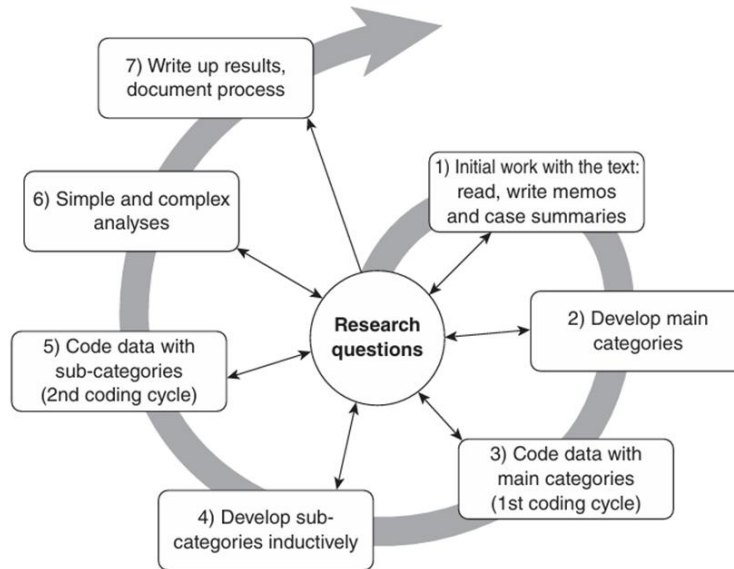 7) Write up results,
document process
1) Initial work with the text:
read, write memos
and case summaries
6) Simple and complex
analyses
Research
questions
2) Develop main
categories
5) Code data with
sub-categories
(2nd coding cycle)
3) Code data with
main categories
(1st coding cycle)
4) Develop sub-
categories inductively